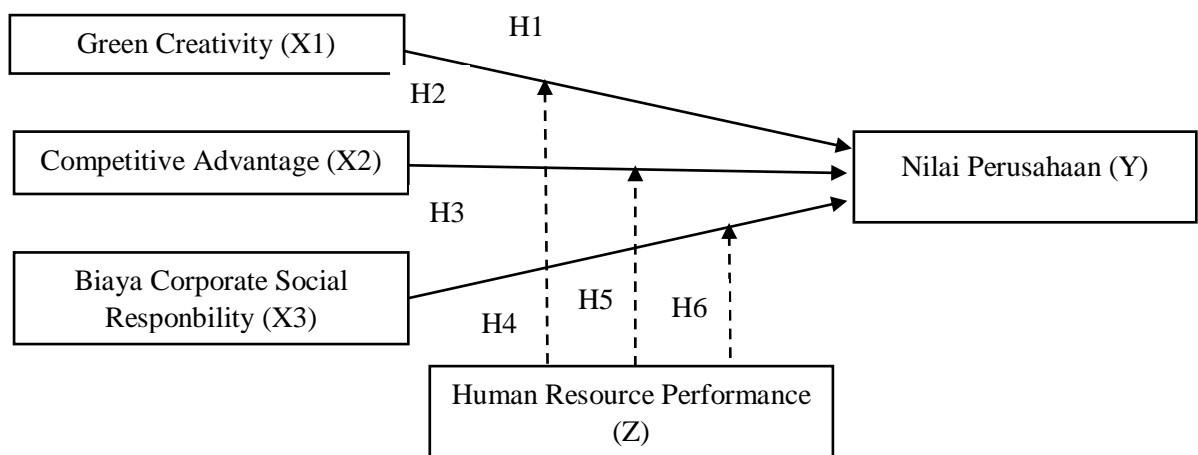 H1
Green Creativity (X1)
H2
Competitive Advantage (X2)
Nilai Perusahaan (Y)
H3
Biaya Corporate Social
Responbility (X3)
H4
H5
H6
Human Resource Performance
(Z)